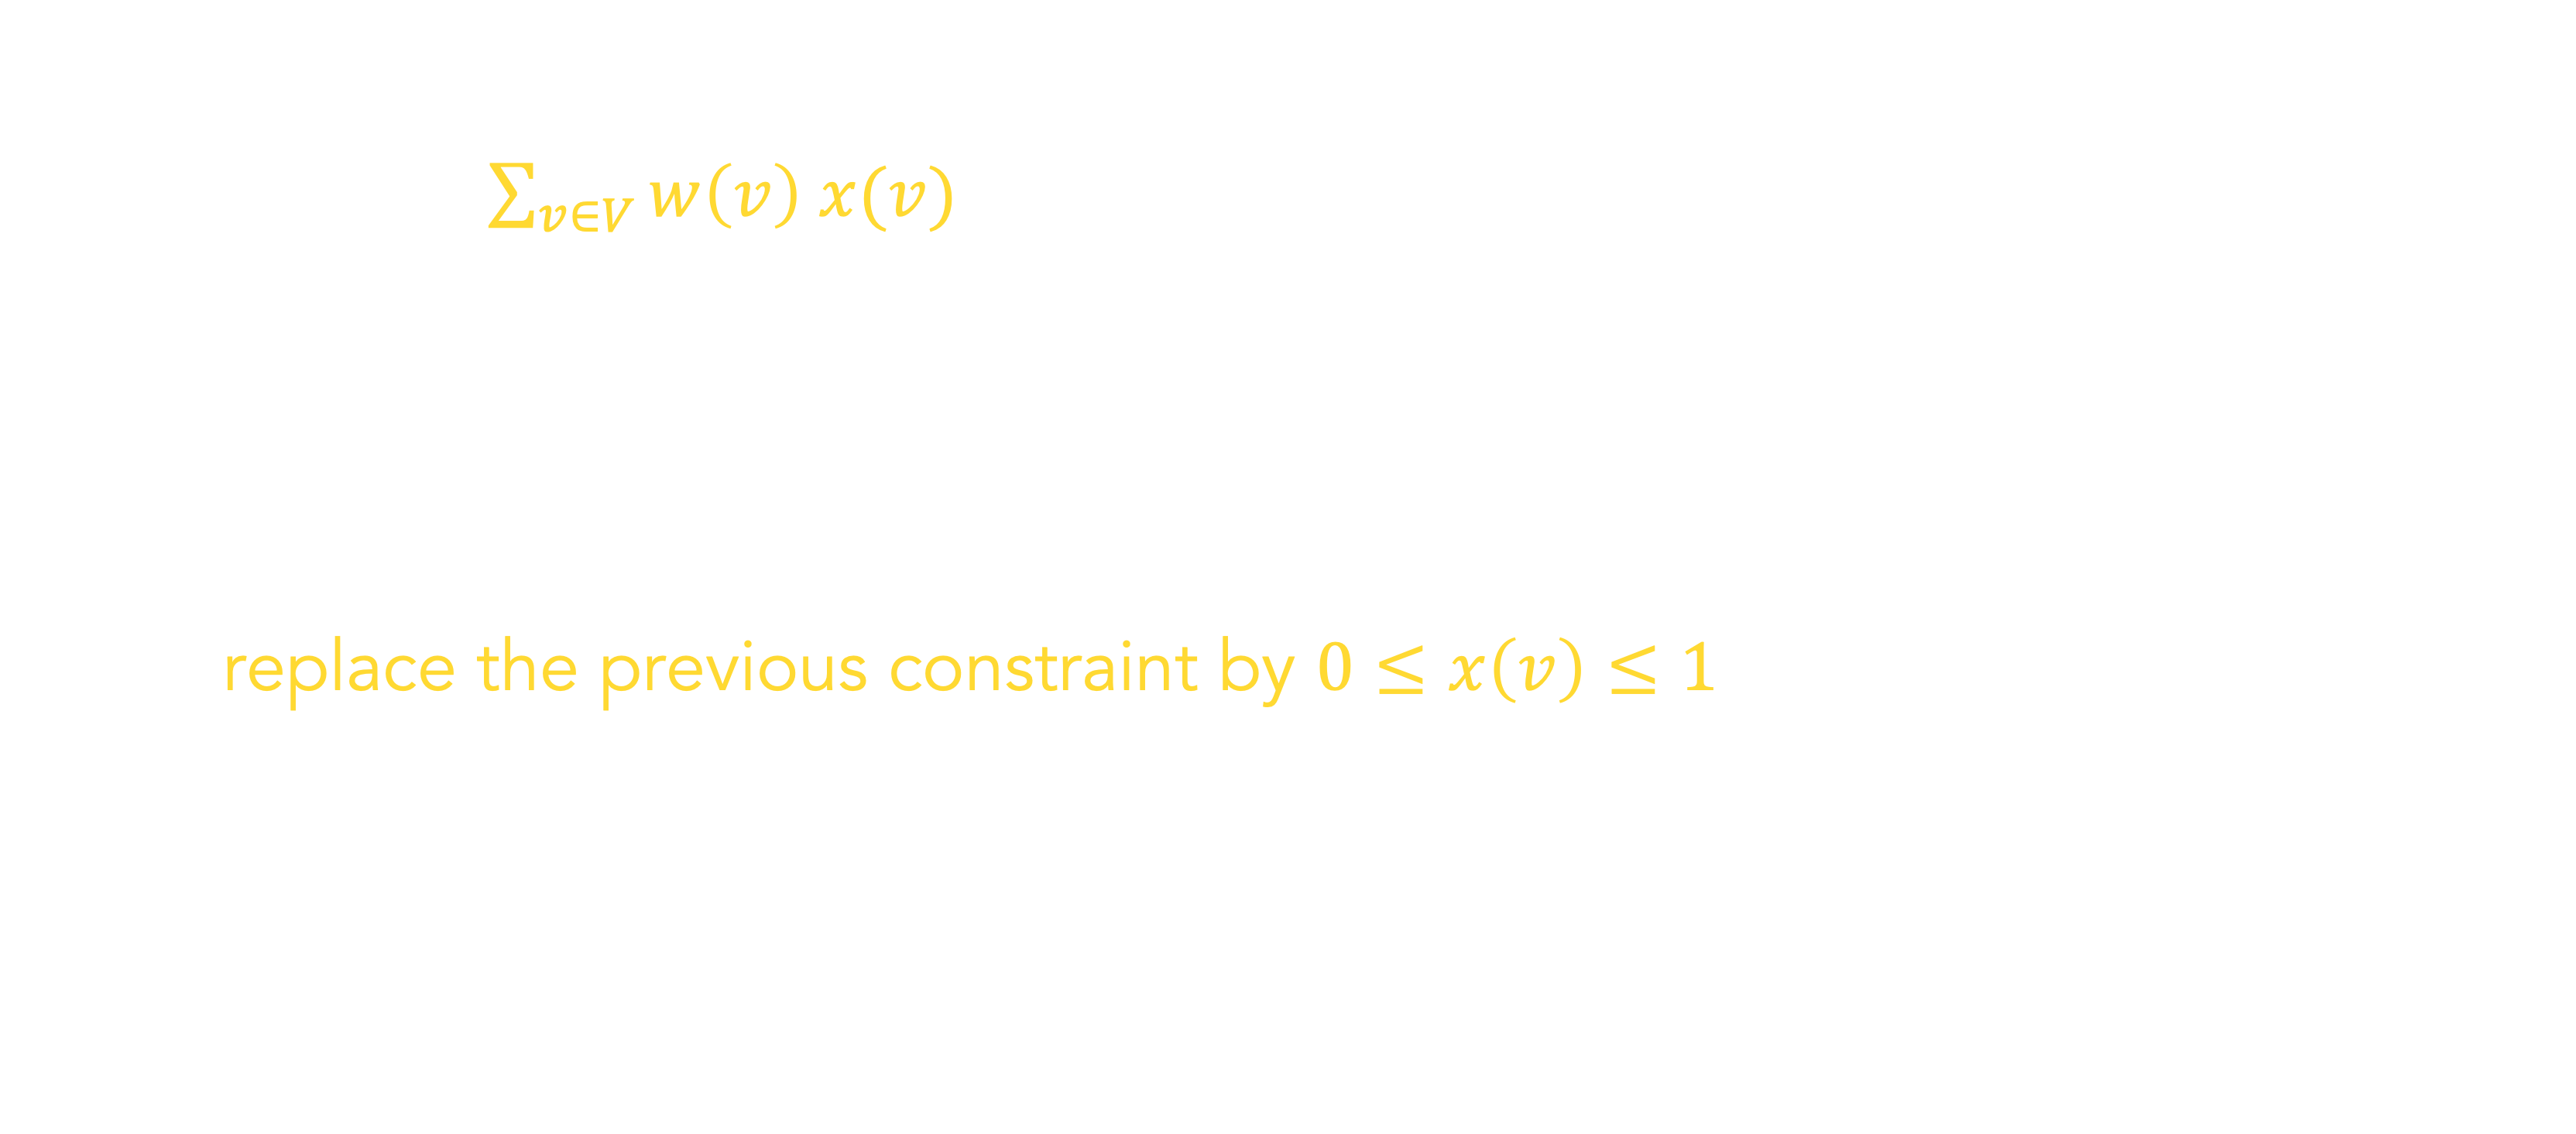 ∑_{v∈V} w(v) x(v)
replace the previous constraint by 0 ≤ x(v) ≤ 1